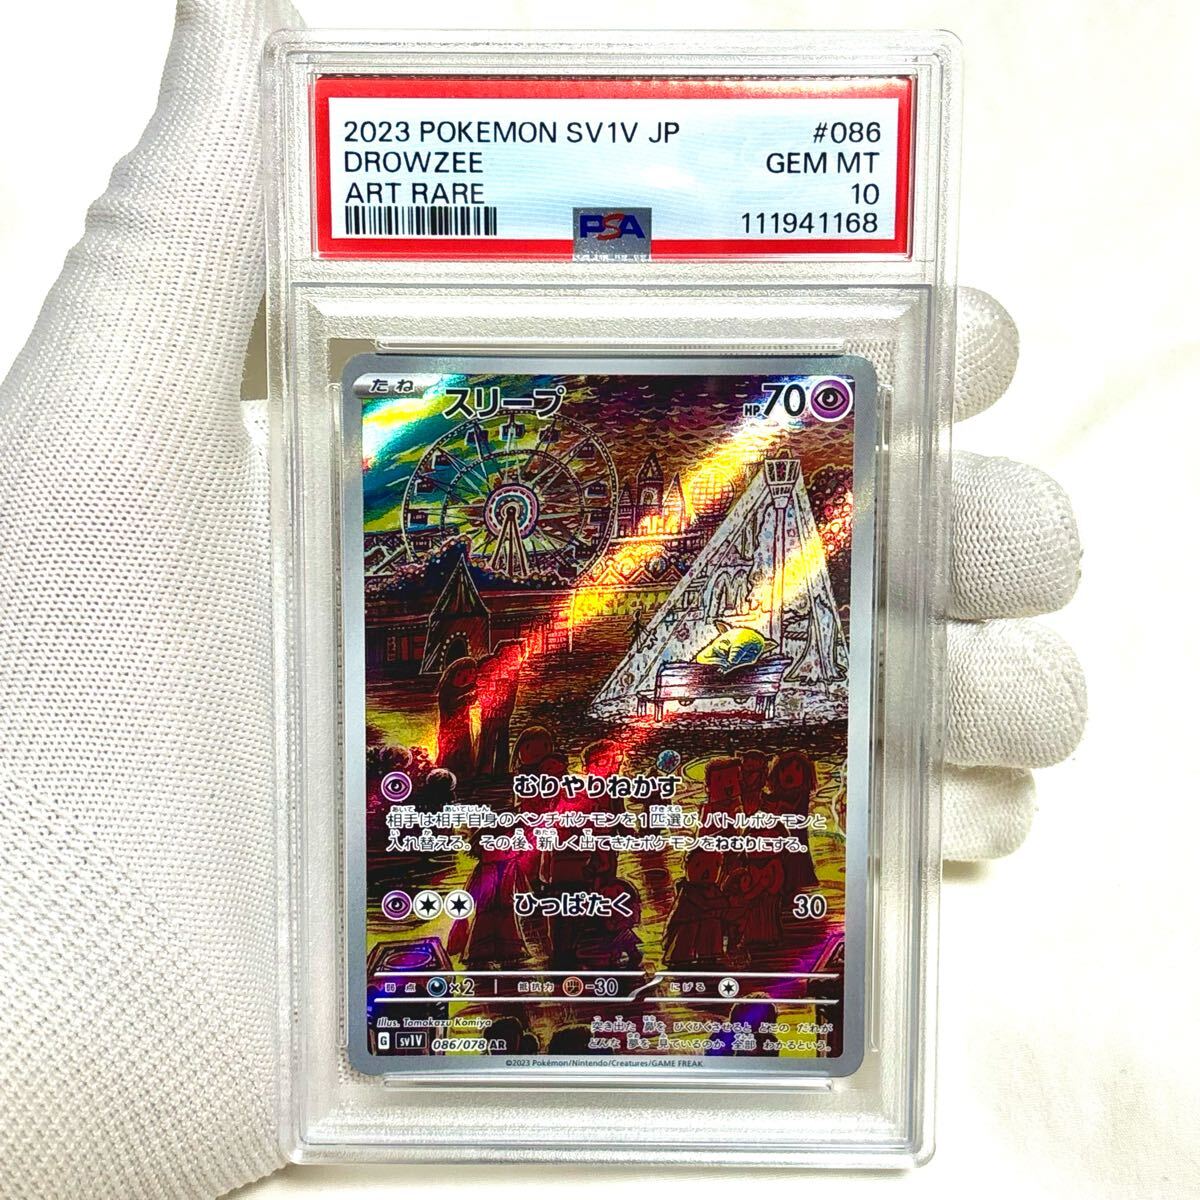 2023 POKEMON SV1V JP #086
DROWZEE GEM MT
ART RARE 10
PSA
111941168
たね スリープ HP70
むりやりねかす
相手は相手自身のベンチポケモンを1匹選び、バトルポケモンと
入れ替える。その後、新しく出てきたポケモンをねむりにする。
ひっぱたく 30
弱点 ×2 抵抗力 -30 にげる
Illus. Tomokazu Komiya
G sv1V 086/078 AR
突き出た 鼻を ひくひくさせると どこの だれが
どんな 夢を 見ているのか 全部 わかるという。
©2023 Pokémon/Nintendo/Creatures/GAME FREAK.